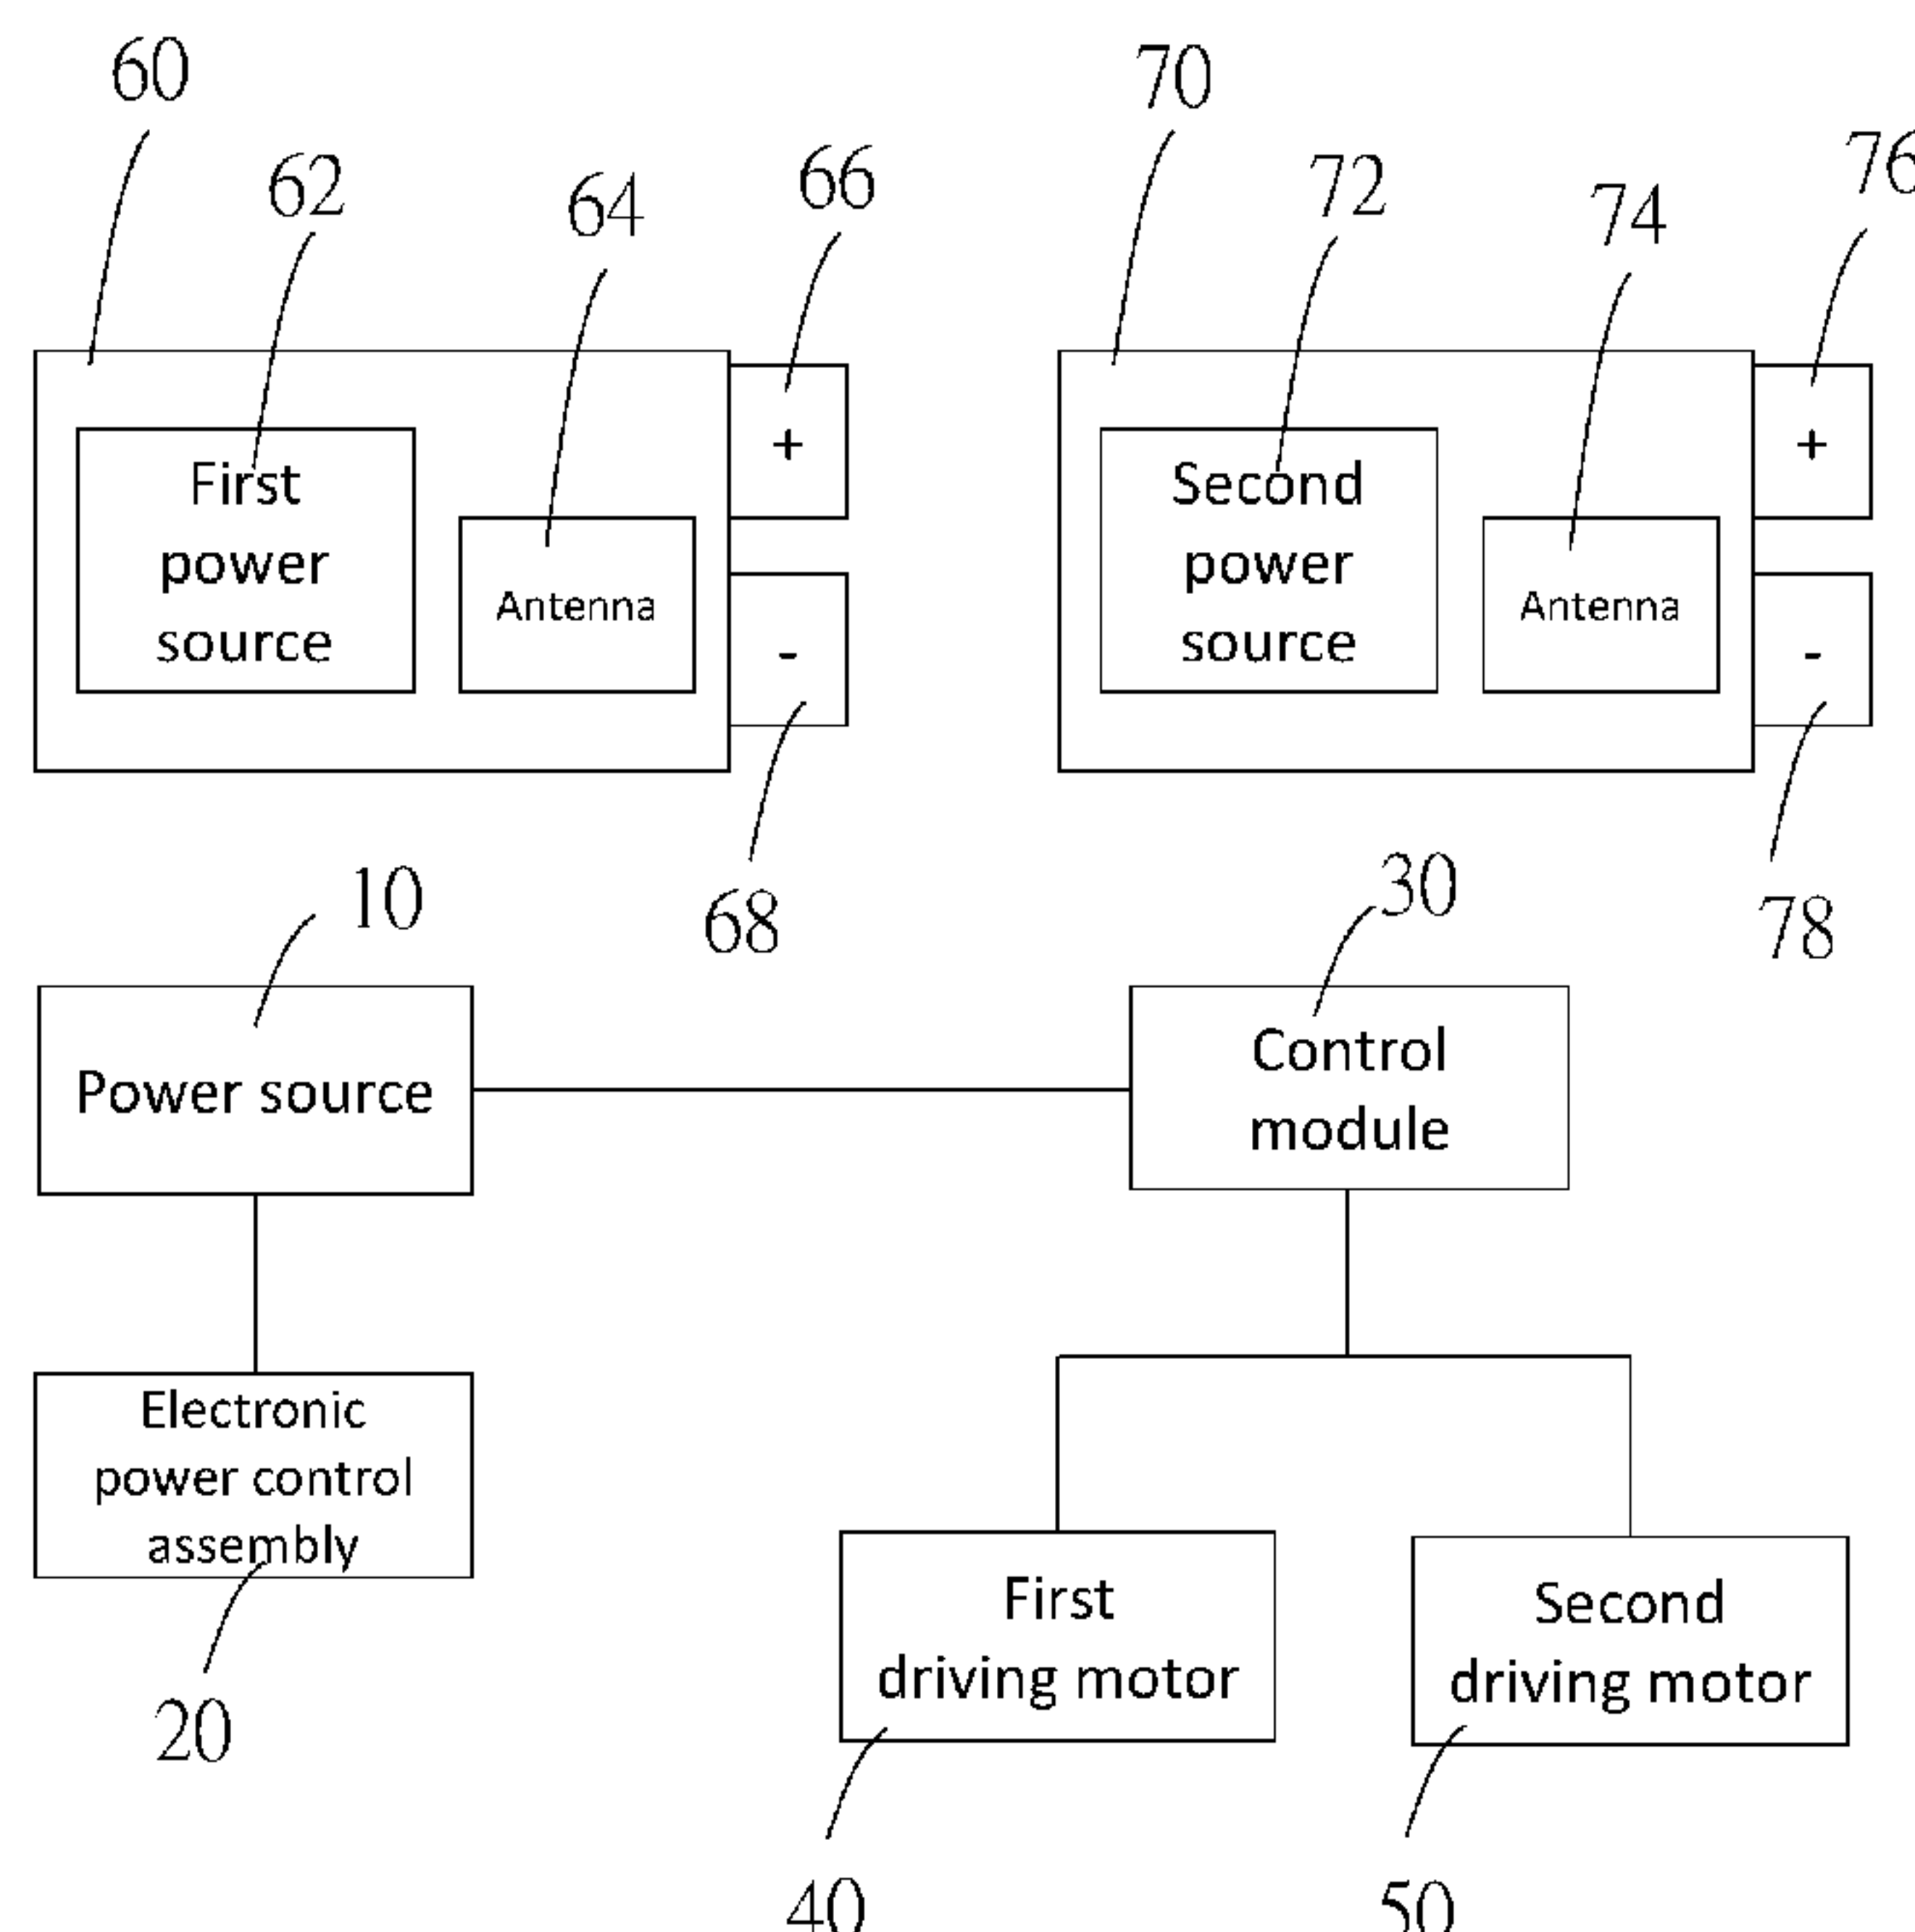 60
70
62
64
66
72
74
76
First
power
source
Antenna
+
-
Second
power
source
Antenna
+
-
68
78
10
30
Power source
Control
module
Electronic
power control
assembly
20
First
driving motor
Second
driving motor
40
50